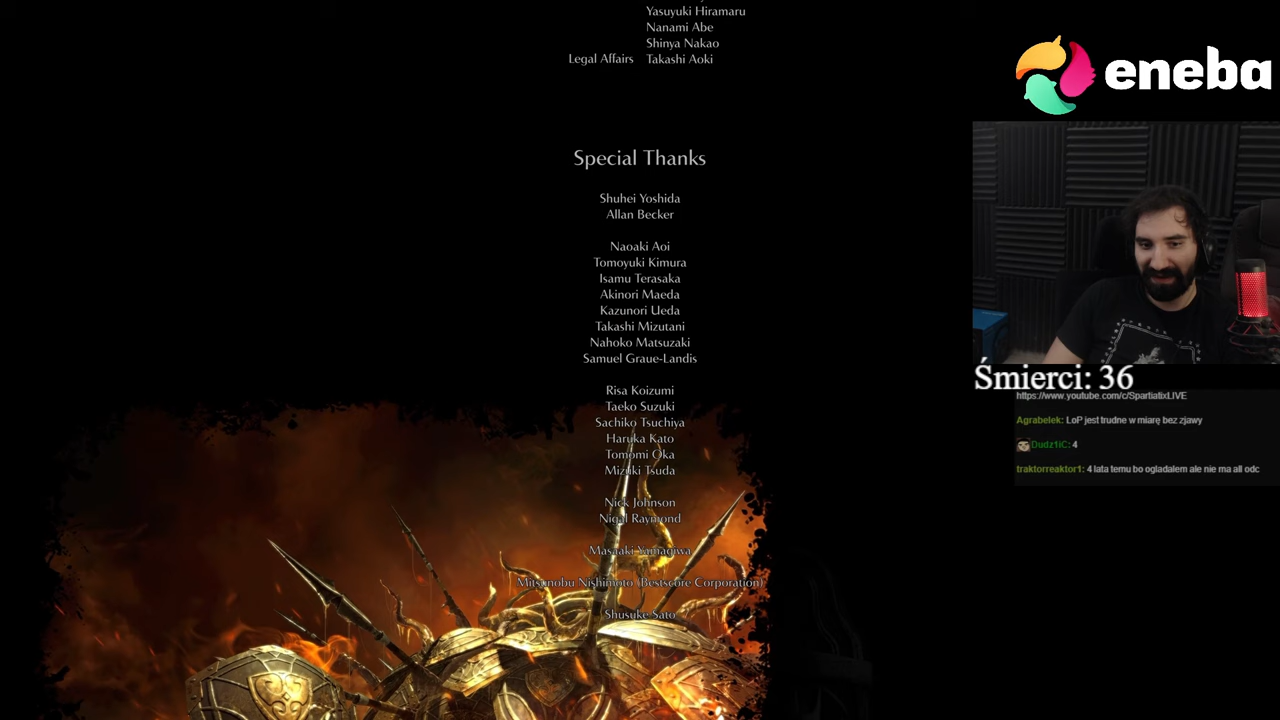 Yasuyuki Hiramaru
Nanami Abe
Shinya Nakao
Legal Affairs Takashi Aoki
Special Thanks
Shuhei Yoshida
Allan Becker
Naoaki Aoi
Tomoyuki Kimura
Isamu Terasaka
Akinori Maeda
Kazunori Ueda
Takashi Mizutani
Nahoko Matsuzaki
Samuel Graue-Landis
Risa Koizumi
Taeko Suzuki
Sachiko Tsuchiya
Haruka Kato
Tomomi Oka
Mizuki Tsuda
Nick Johnson
Nigal Raymond
Masaaki Yamagiwa
Mitsunobu Nishimoto (Bestscore Corporation)
Shusuke Sato
eneba
Śmierci: 36
https://www.youtube.com/c/SpartiatixLIVE
Agrabelek: LoP jest trudne w miarę bez zjawy
Dudz1iC: 4
traktorreaktor1: 4 lata temu bo ogladalem ale nie ma all odc